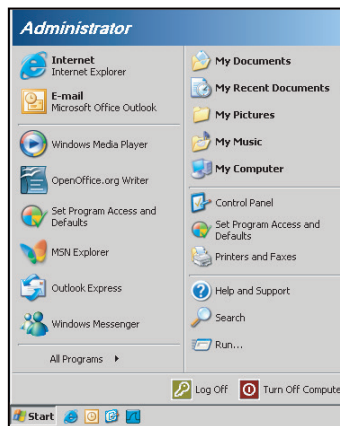 Administrator
Internet
Internet Explorer
E-mail
Microsoft Office Outlook
Windows Media Player
OpenOffice.org Writer
Set Program Access and
Defaults
MSN Explorer
Outlook Express
Windows Messenger
All Programs
My Documents
My Recent Documents
My Pictures
My Music
My Computer
Control Panel
Set Program Access and
Defaults
Printers and Faxes
Help and Support
Search
Run...
Log Off
Turn Off Compute
Start